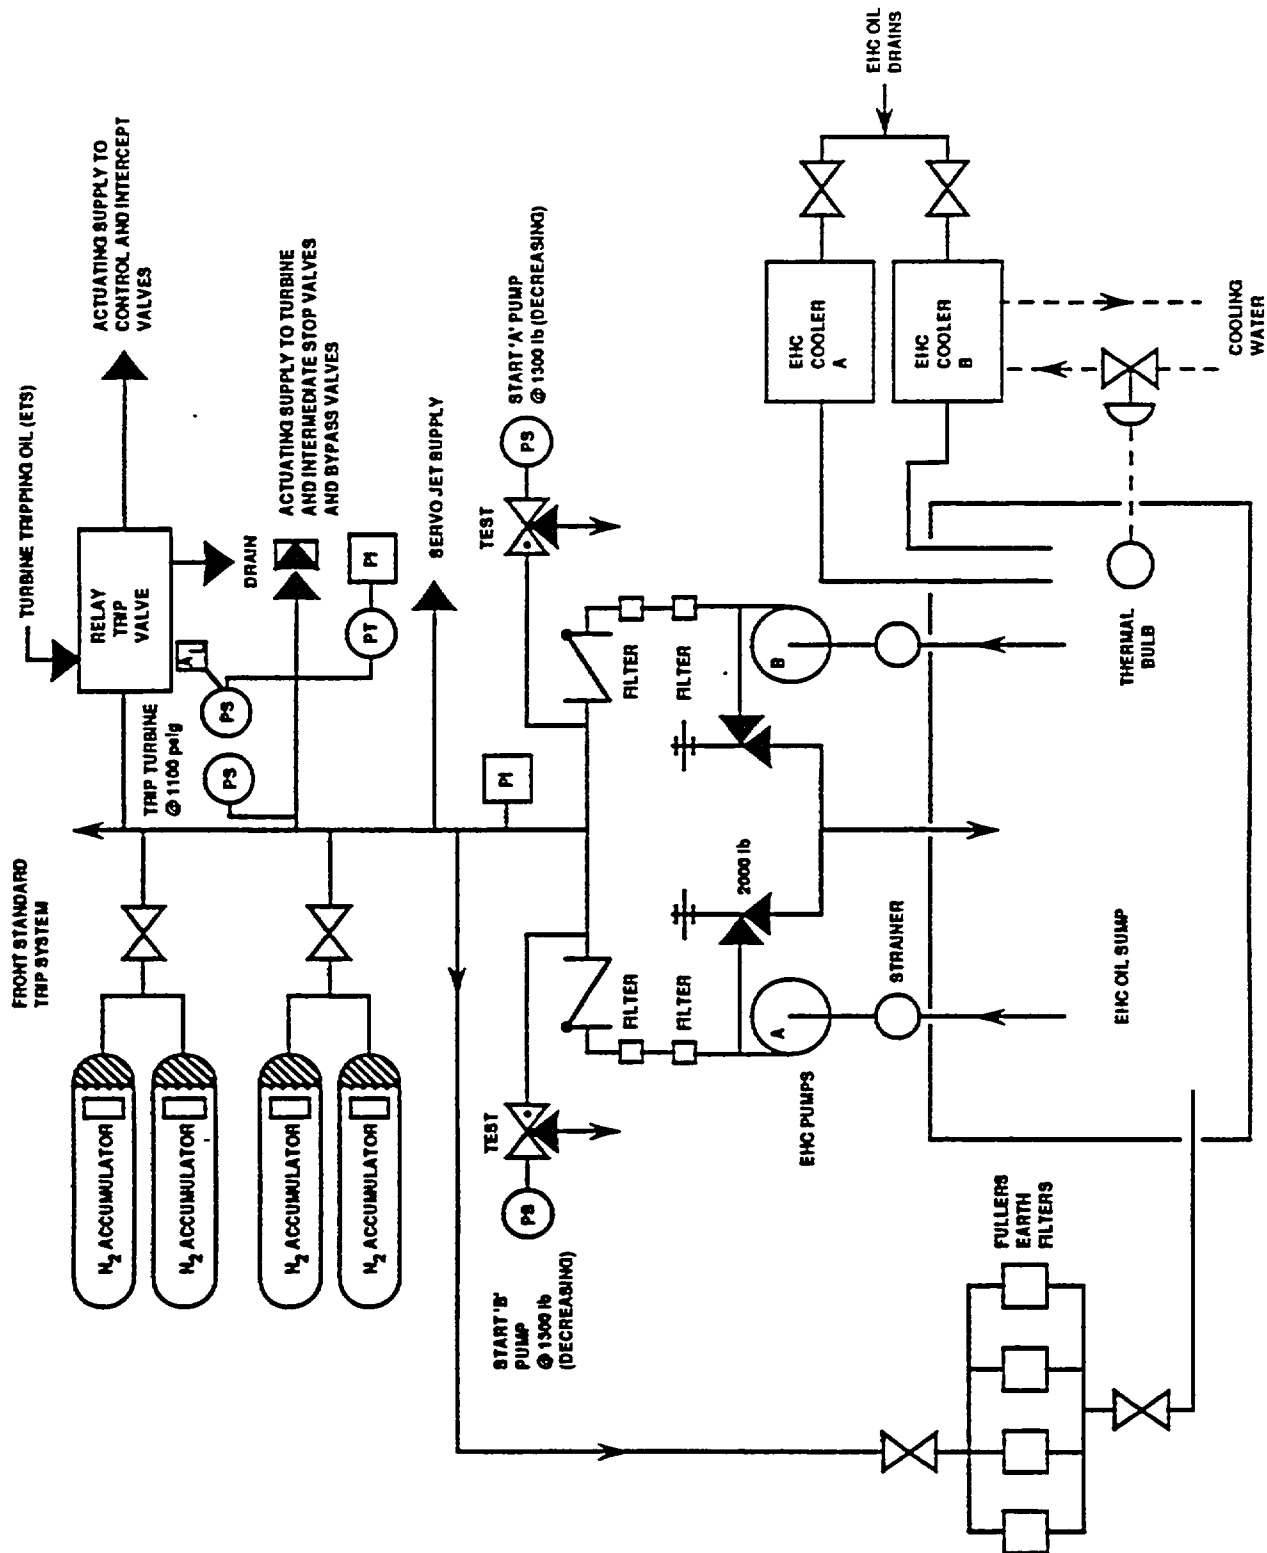 FRONT STANDARD
TRIP SYSTEM
TURBINE TRIPPING OIL (ETS)
ACTUATING SUPPLY TO
CONTROL AND INTERCEPT
VALVES
RELAY
TRIP
VALVE
DRAIN
N2 ACCUMULATOR
N2 ACCUMULATOR
N2 ACCUMULATOR
N2 ACCUMULATOR
TRIP TURBINE
@ 1100 psig
PS
PS
A
PT
PI
ACTUATING SUPPLY TO TURBINE
AND INTERMEDIATE STOP VALVES
AND BYPASS VALVES
SERVO JET SUPPLY
PI
START 'B'
PUMP
@ 1300 lb
(DECREASING)
PS
TEST
TEST
PS
START 'A' PUMP
@ 1300 lb (DECREASING)
FILTER
FILTER
FILTER
FILTER
2000 lb
A
B
EHC PUMPS
STRAINER
EHC COOLER
A
EHC COOLER
B
EHC OIL
DRAINS
FULLERS
EARTH
FILTERS
EHC OIL SUMP
THERMAL
BULB
COOLING
WATER